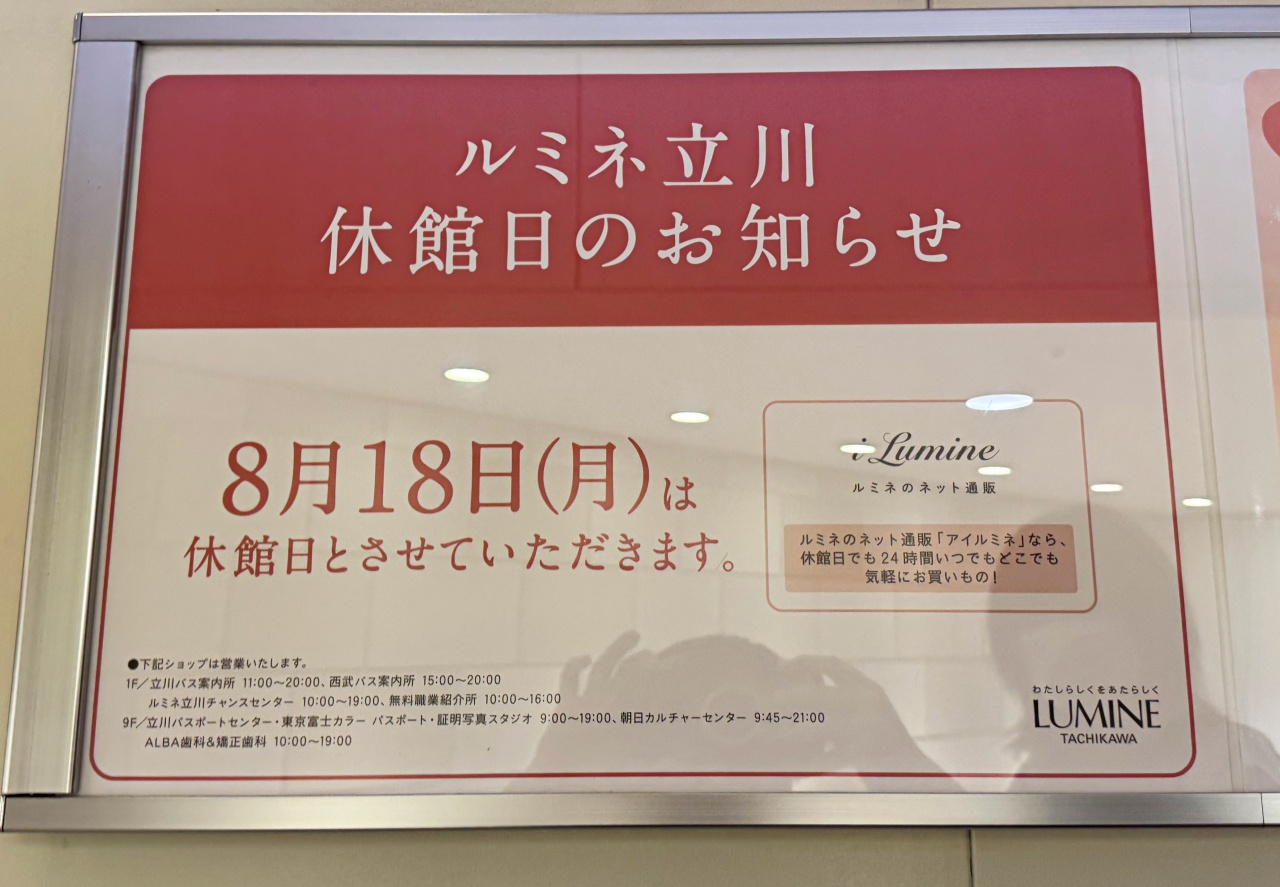 ルミネ立川
休館日のお知らせ
8月18日(月)は
休館日とさせていただきます。
i Lumine
ルミネのネット通販
ルミネのネット通販「アイルミネ」なら、
休館日でも24時間いつでもどこでも
気軽にお買いもの!
●下記ショップは営業いたします。
1F/立川バス案内所 11:00~20:00、西武バス案内所 15:00~20:00
ルミネ立川チャンスセンター 10:00~19:00、無料職業紹介所 10:00~16:00
9F/立川パスポートセンター・東京富士カラー パスポート・証明写真スタジオ 9:00~19:00、朝日カルチャーセンター 9:45~21:00
ALBA歯科&矯正歯科 10:00~19:00
わたしらしくをあたらしく
LUMINE
TACHIKAWA